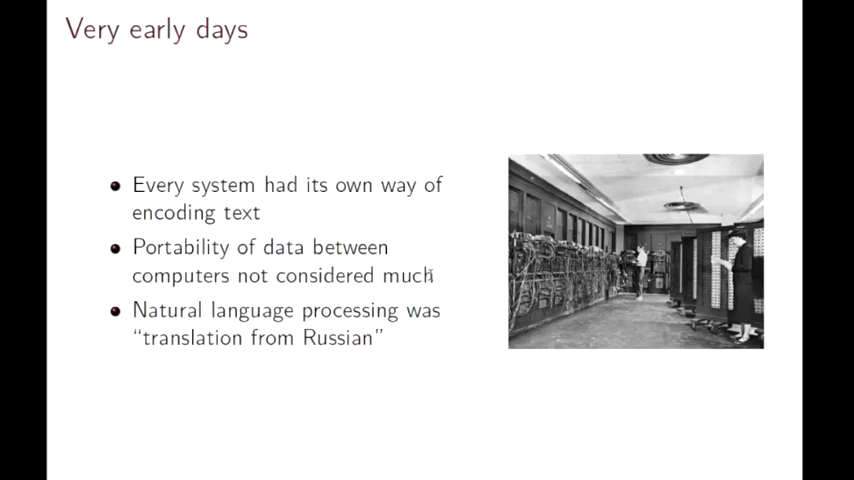 Very early days
Every system had its own way of
encoding text
Portability of data between
computers not considered much
Natural language processing was
“translation from Russian”